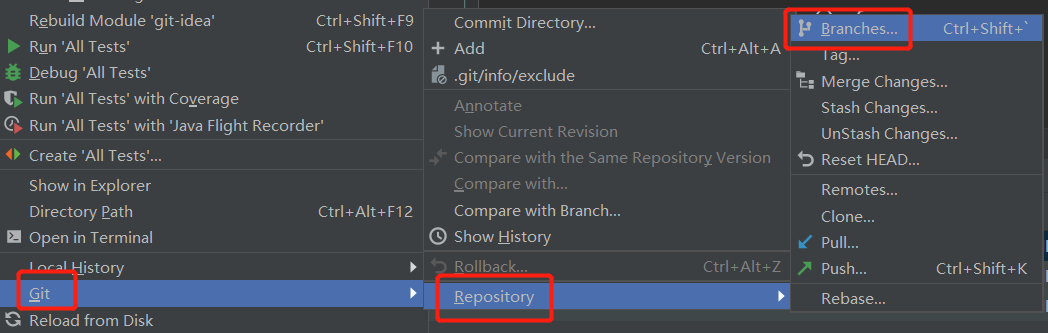 Rebuild Module 'git-idea' Ctrl+Shift+F9
Run 'All Tests' Ctrl+Shift+F10
Debug 'All Tests'
Run 'All Tests' with Coverage
Run 'All Tests' with 'Java Flight Recorder'
Create 'All Tests'...
Show in Explorer
Directory Path Ctrl+Alt+F12
Open in Terminal
Local History
Git
Reload from Disk
Commit Directory...
Add Ctrl+Alt+A
.git/info/exclude
Annotate
Show Current Revision
Compare with the Same Repository Version
Compare with...
Compare with Branch...
Show History
Rollback... Ctrl+Alt+Z
Repository
Branches... Ctrl+Shift+`
Tag...
Merge Changes...
Stash Changes...
UnStash Changes...
Reset HEAD...
Remotes...
Clone...
Pull...
Push... Ctrl+Shift+K
Rebase...